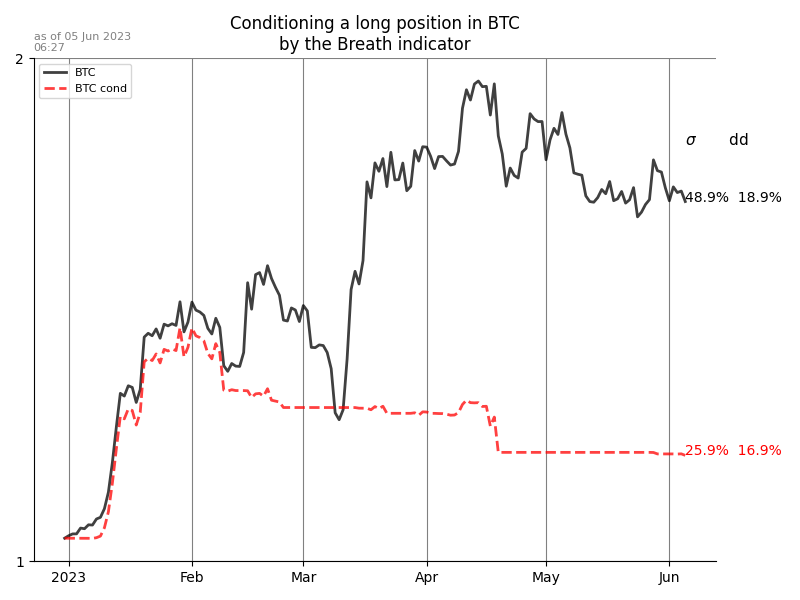 Conditioning a long position in BTC
by the Breath indicator
as of 05 Jun 2023
06:27
2
BTC
BTC cond
σ dd
48.9% 18.9%
25.9% 16.9%
1
2023 Feb Mar Apr May Jun